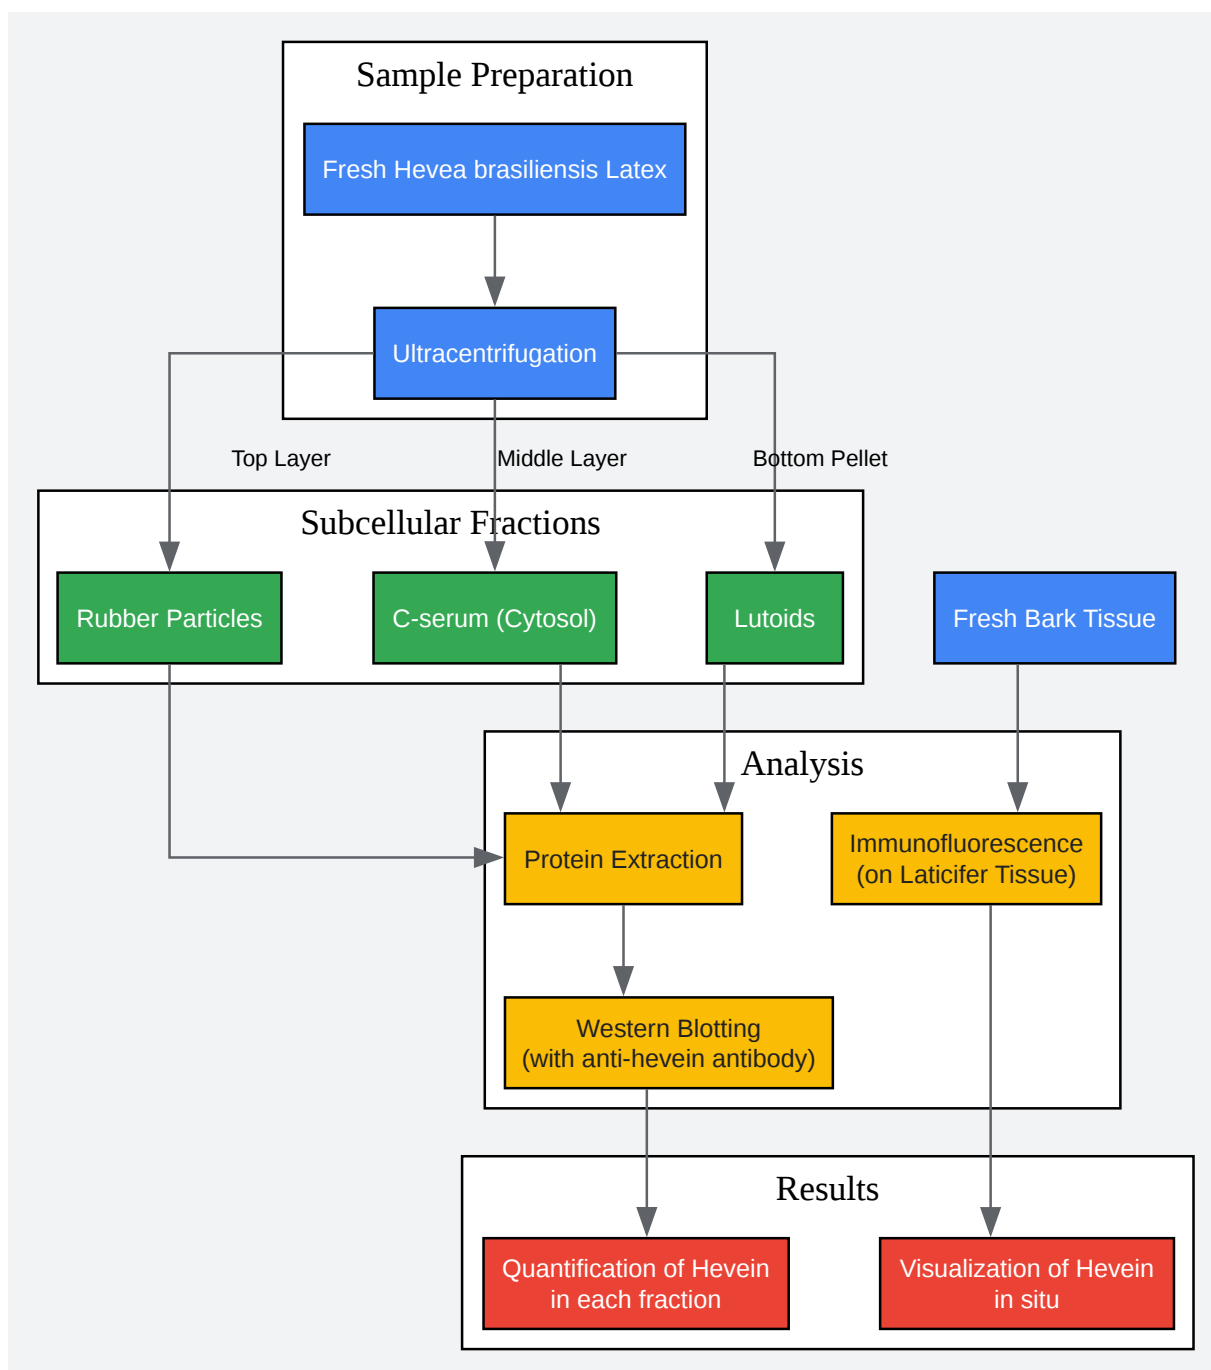 Sample Preparation
Fresh Hevea brasiliensis Latex
Ultracentrifugation
Top Layer
Middle Layer
Bottom Pellet
Subcellular Fractions
Rubber Particles
C-serum (Cytosol)
Lutoids
Fresh Bark Tissue
Analysis
Protein Extraction
Immunofluorescence
(on Laticifer Tissue)
Western Blotting
(with anti-hevein antibody)
Results
Quantification of Hevein
in each fraction
Visualization of Hevein
in situ